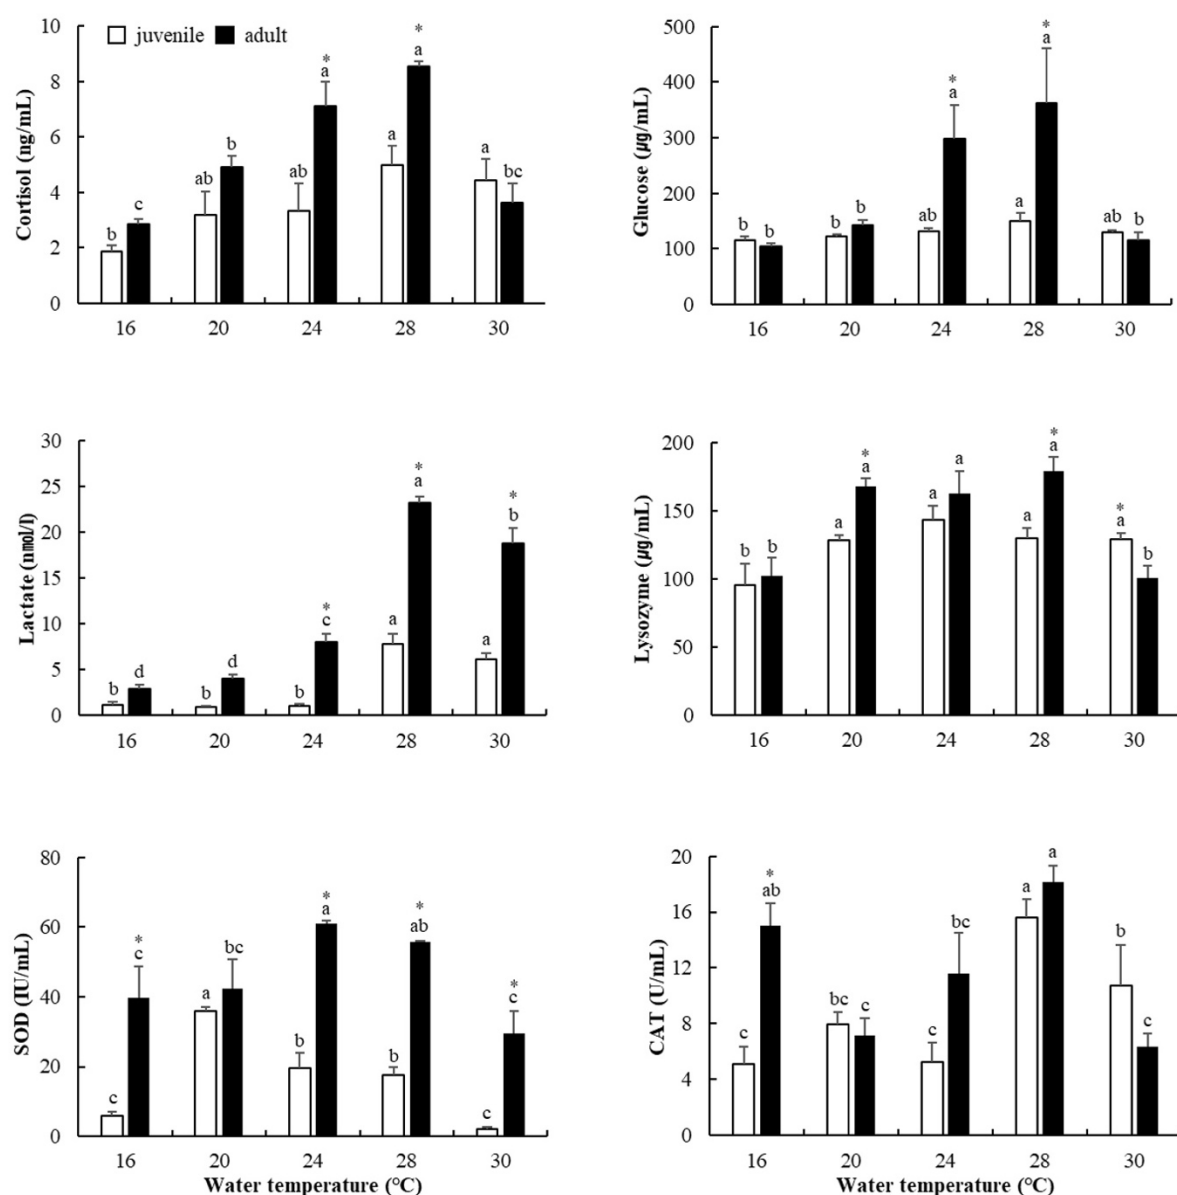 juvenile adult
Cortisol (ng/mL)
10
8
6
4
2
0
b c ab b ab a * a a * a bc
16 20 24 28 30
Glucose (㎍/mL)
500
400
300
200
100
0
b b b b ab a * a a * ab b
16 20 24 28 30
Lactate (nmol/l)
30
25
20
15
10
5
0
b d b d b c * a a * a b *
16 20 24 28 30
Lysozyme (㎍/mL)
200
150
100
50
0
b b a a * a a a a * a * b
16 20 24 28 30
SOD (IU/mL)
80
60
40
20
0
c c * a bc b a * b ab * c c *
16 20 24 28 30
Water temperature (°C)
CAT (U/mL)
20
16
12
8
4
0
c ab * bc c c bc a a b c
16 20 24 28 30
Water temperature (°C)